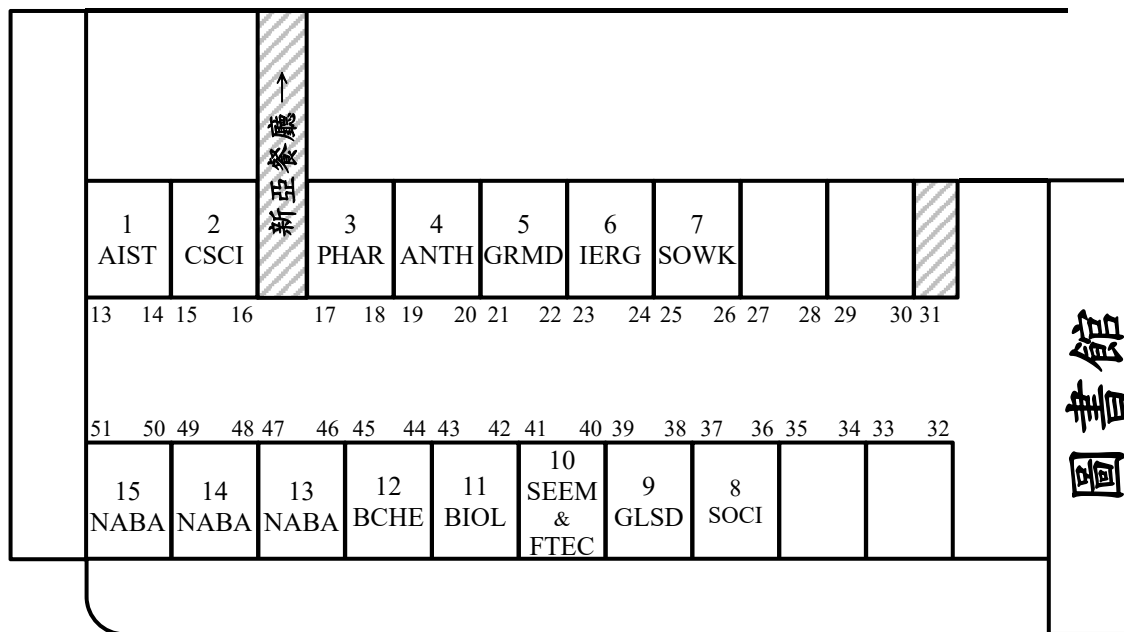 新亞餐廳 →
1 2 3 4 5 6 7
AIST CSCI PHAR ANTH GRMD IERG SOWK
13 14 15 16 17 18 19 20 21 22 23 24 25 26 27 28 29 30 31
圖書館
51 50 49 48 47 46 45 44 43 42 41 40 39 38 37 36 35 34 33 32
15
NABA
14
NABA
13
NABA
12
BCHE
11
BIOL
10
SEEM
&
FTEC
9
GLSD
8
SOCI